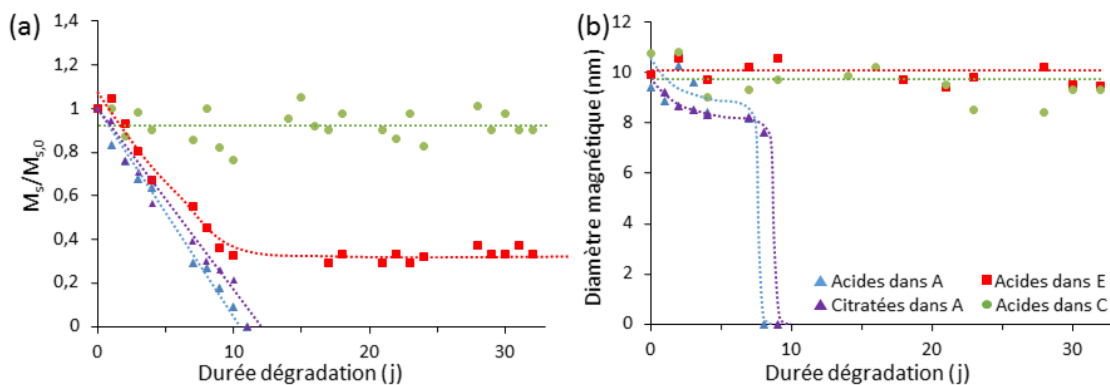 (a)
1,4
1,2
1
0,8
0,6
0,4
0,2
0
Ms/Ms,0
0 10 20 30
Durée dégradation (j)
(b)
12
10
8
6
4
2
0
Diamètre magnétique (nm)
Acides dans A
Acides dans E
Citratées dans A
Acides dans C
0 10 20 30
Durée dégradation (j)